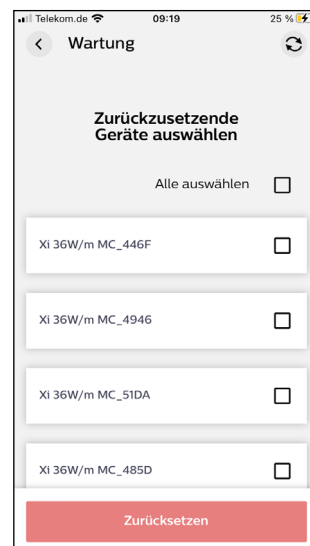 Telekom.de 09:19 25 %
Wartung
Zurückzusetzende
Geräte auswählen
Alle auswählen
Xi 36W/m MC_446F
Xi 36W/m MC_4946
Xi 36W/m MC_51DA
Xi 36W/m MC_485D
Zurücksetzen